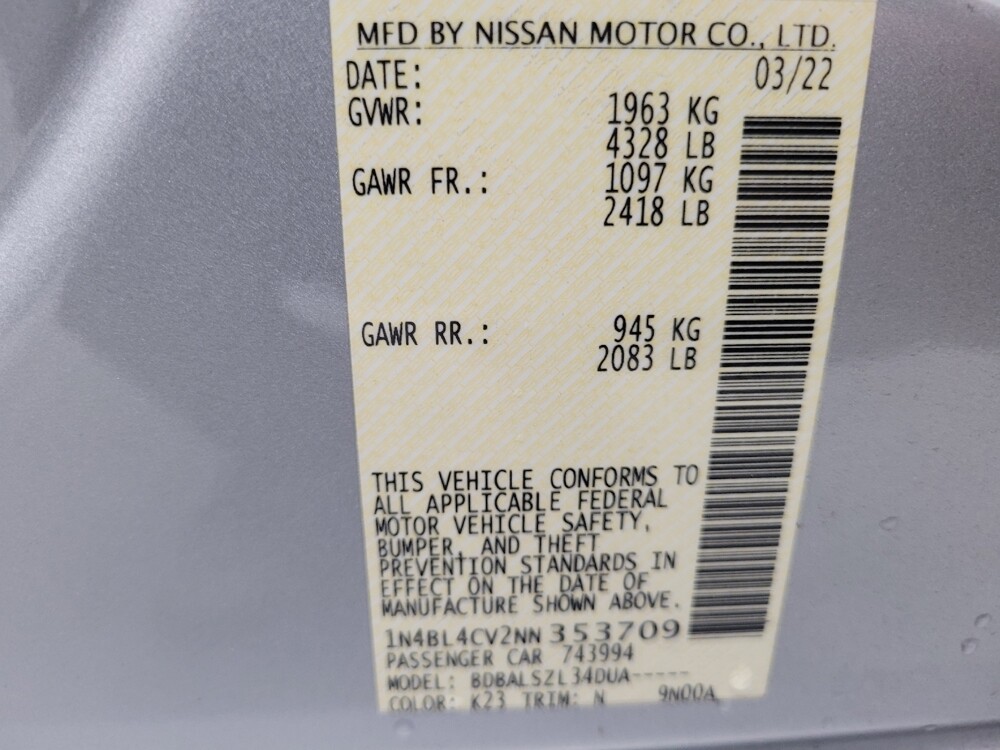 MFD BY NISSAN MOTOR CO., LTD.
DATE: 03/22
GVWR: 1963 KG
4328 LB
GAWR FR.: 1097 KG
2418 LB
GAWR RR.: 945 KG
2083 LB
THIS VEHICLE CONFORMS TO
ALL APPLICABLE FEDERAL
MOTOR VEHICLE SAFETY,
BUMPER, AND THEFT
PREVENTION STANDARDS IN
EFFECT ON THE DATE OF
MANUFACTURE SHOWN ABOVE.
1N4BL4CV2NN353709
PASSENGER CAR 743994
MODEL: BDBALSZL34DUA-----
COLOR: K23 TRIM: N 9N00A